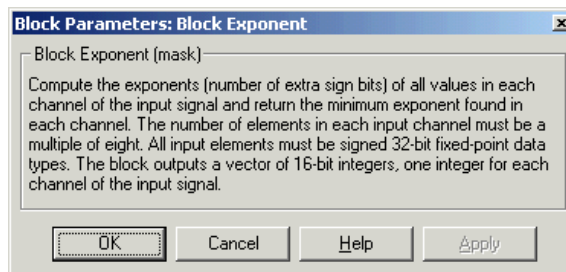 Block Parameters: Block Exponent
Block Exponent (mask)
Compute the exponents (number of extra sign bits) of all values in each
channel of the input signal and return the minimum exponent found in
each channel. The number of elements in each input channel must be a
multiple of eight. All input elements must be signed 32-bit fixed-point data
types. The block outputs a vector of 16-bit integers, one integer for each
channel of the input signal.
OK Cancel Help Apply